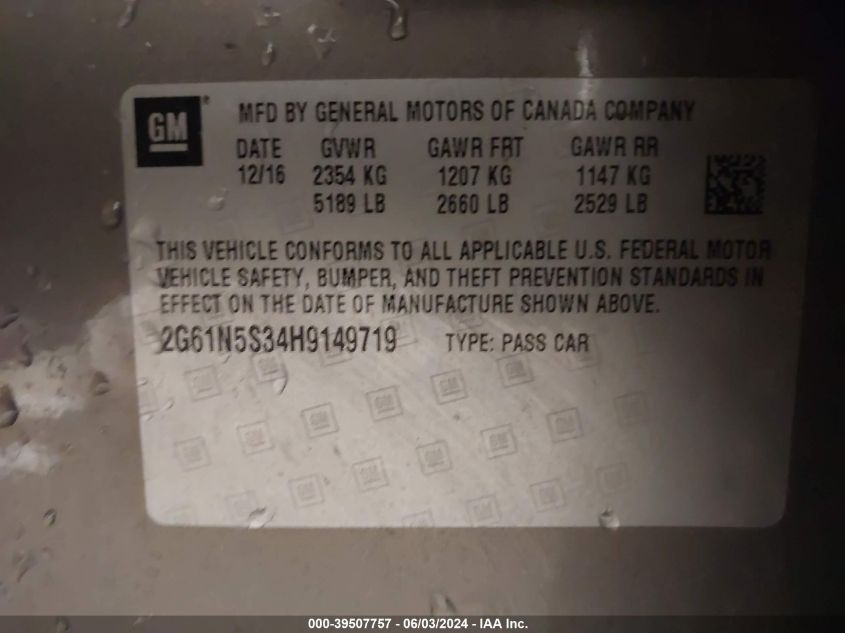 GM® MFD BY GENERAL MOTORS OF CANADA COMPANY
DATE GVWR GAWR FRT GAWR RR
12/16 2354 KG 1207 KG 1147 KG
5189 LB 2660 LB 2529 LB
THIS VEHICLE CONFORMS TO ALL APPLICABLE U.S. FEDERAL MOTOR
VEHICLE SAFETY, BUMPER, AND THEFT PREVENTION STANDARDS IN
EFFECT ON THE DATE OF MANUFACTURE SHOWN ABOVE.
2G61N5S34H9149719 TYPE: PASS CAR
000-39507757 - 06/03/2024 - IAA Inc.